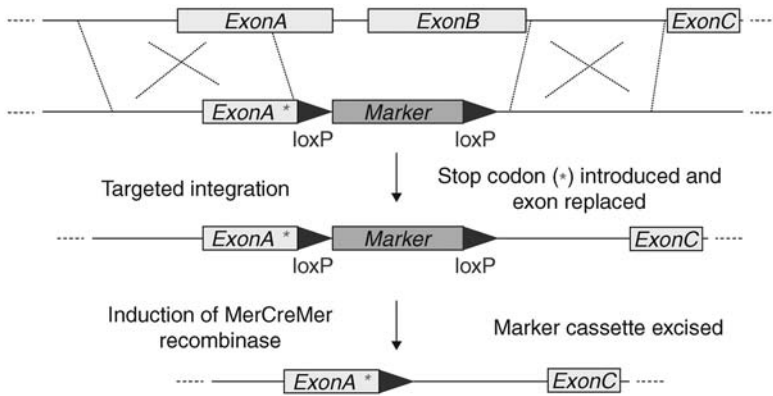 ExonA ExonB ExonC
ExonA * Marker
loxP loxP
Targeted integration
Stop codon (*) introduced and
exon replaced
ExonA * Marker ExonC
loxP loxP
Induction of MerCreMer
recombinase
Marker cassette excised
ExonA * ExonC